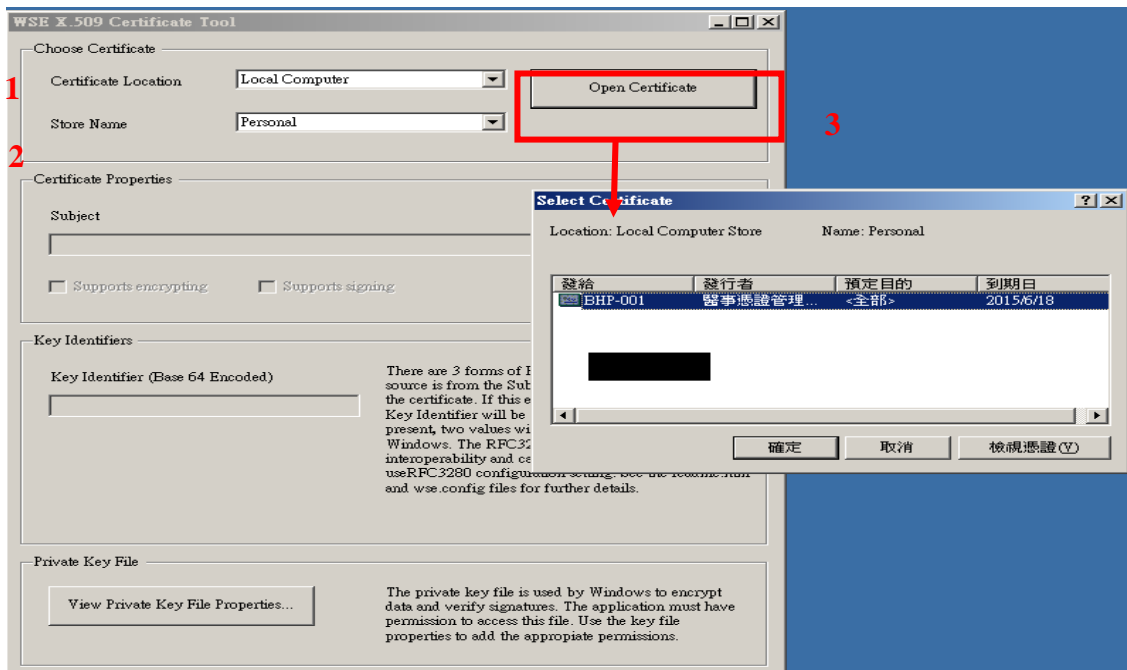 WSE X.509 Certificate Tool
Choose Certificate
1
Certificate Location
Local Computer
Open Certificate
3
Store Name
Personal
2
Certificate Properties
Subject
Supports encrypting
Supports signing
Select Certificate
Location: Local Computer Store
Name: Personal
發給 發行者 預定目的 到期日
BHP-001 醫事憑證管理... <全部> 2015/6/18
確定
取消
檢視憑證(V)
Key Identifiers
Key Identifier (Base 64 Encoded)
There are 3 forms of
source is from the
the certificate. If this
Key Identifier will be
present, two values
Windows. The
interoperability and
useRFC3280 configuration setting. See the readme.htm
and wse.config files for further details.
Private Key File
View Private Key File Properties...
The private key file is used by Windows to encrypt
data and verify signatures. The application must have
permission to access this file. Use the key file
properties to add the appropiate permissions.